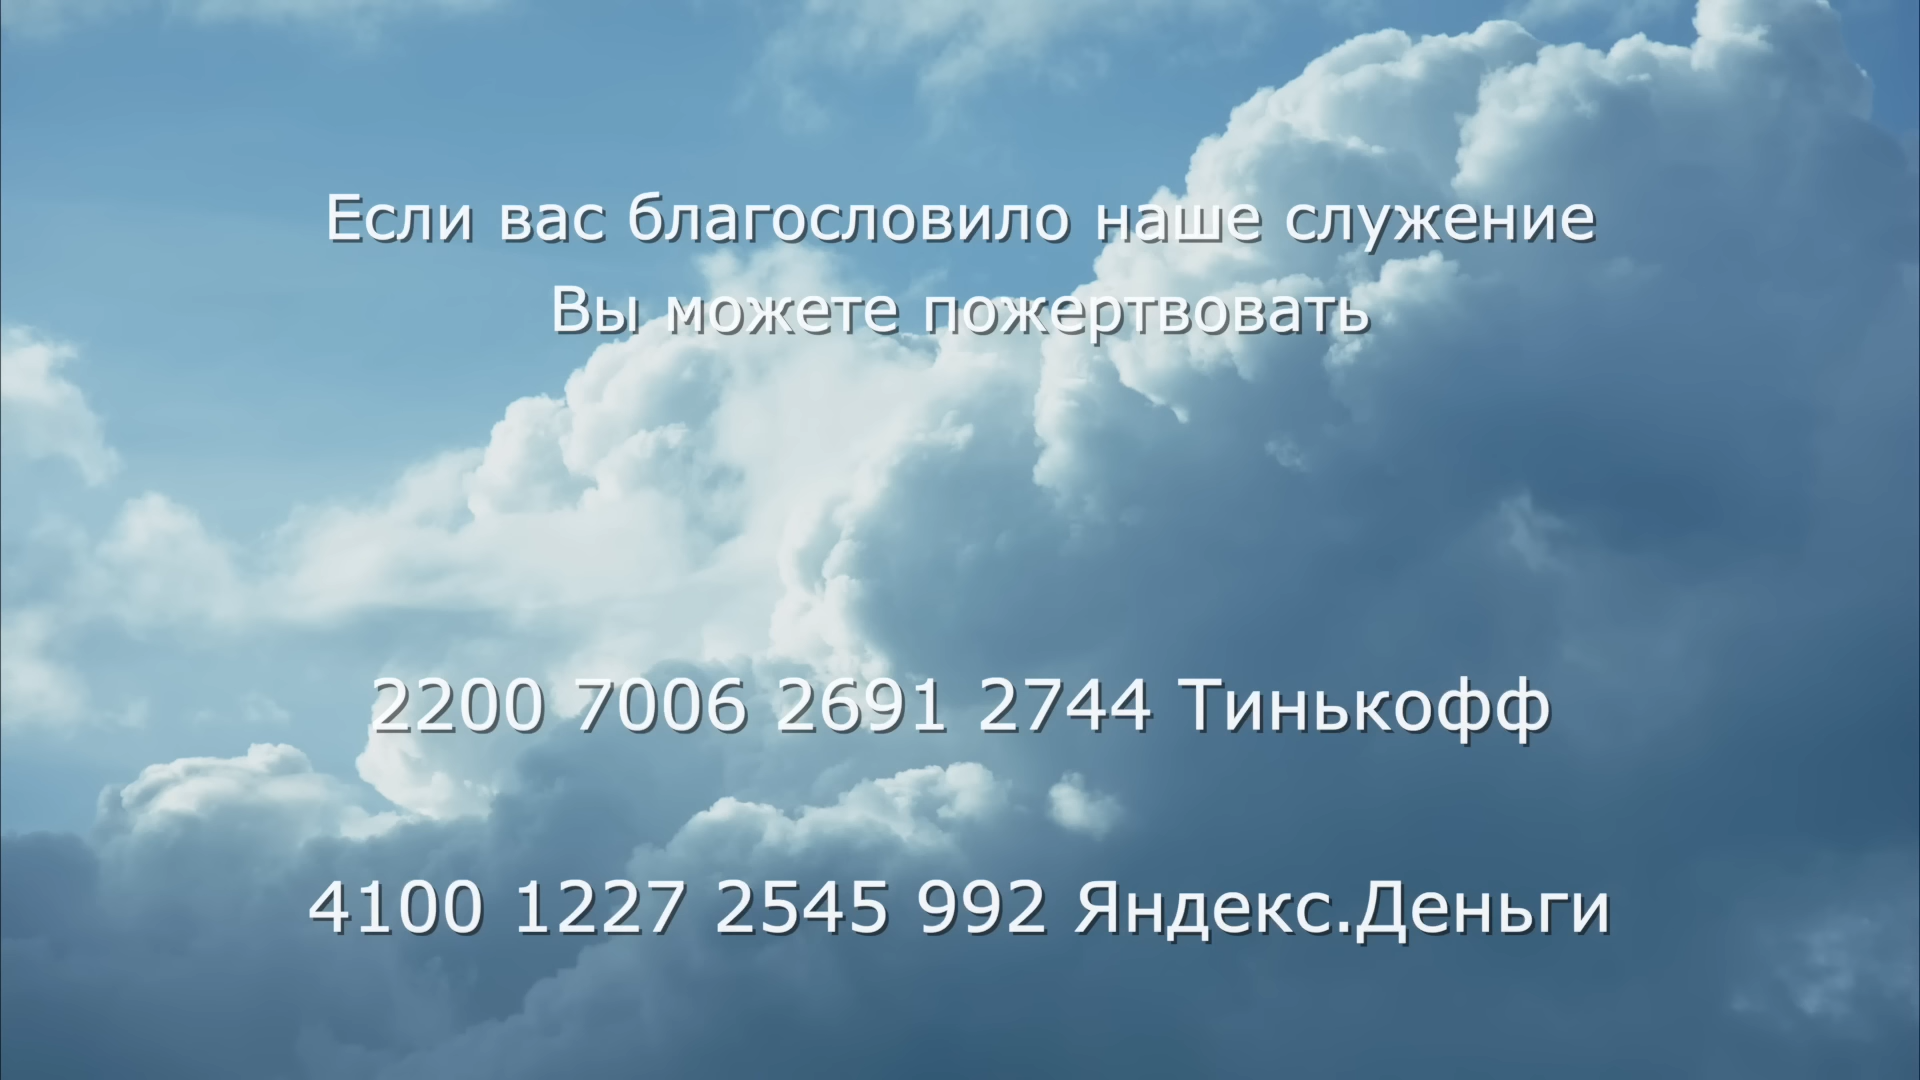 Если вас благословило наше служение
Вы можете пожертвовать
2200 7006 2691 2744 Тинькофф
4100 1227 2545 992 Яндекс.Деньги